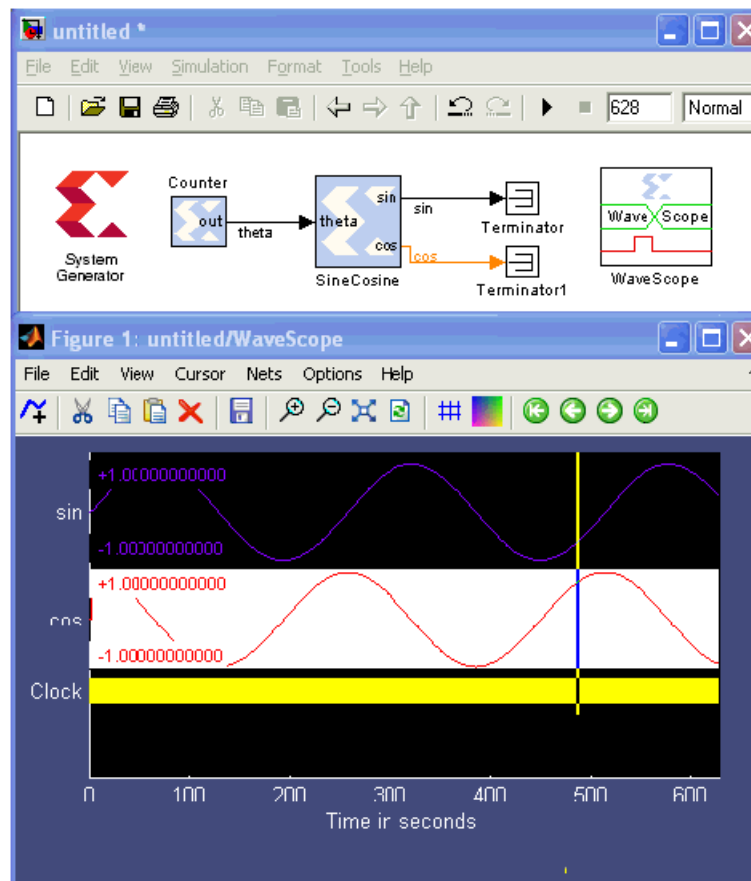 untitled *
File Edit View Simulation Format Tools Help
628 Normal
System Generator
Counter
out
theta
theta
sin
cos
SineCosine
sin
cos
Terminator
Terminator1
Wave Scope
WaveScope
Figure 1: untitled/WaveScope
File Edit View Cursor Nets Options Help
+1.00000000000
sin
-1.00000000000
+1.00000000000
cos
-1.00000000000
Clock
0 100 200 300 400 500 600
Time in seconds